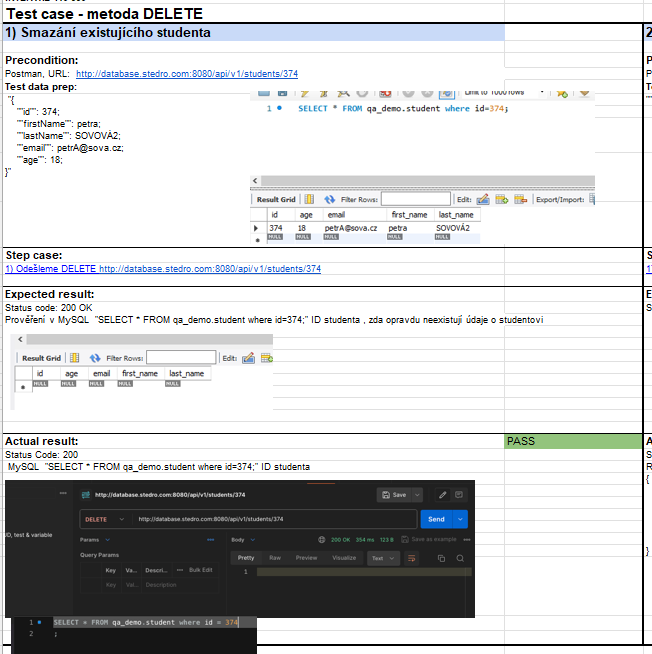 Test case - metoda DELETE
1) Smazání existujícího studenta
2
Precondition:
Postman, URL: http://database.stedro.com:8080/api/v1/students/374
Test data prep:
"{
""id"": 374;
""firstName"": petra;
""lastName"": SOVOVÁ2;
""email"": petrA@sova.cz;
""age"": 18;
}"
Limit to 1000 rows
1 SELECT * FROM qa_demo.student where id=374;
Result Grid Filter Rows: Edit: Export/Import:
id age email first_name last_name
374 18 petrA@sova.cz petra SOVOVÁ2
NULL NULL NULL NULL NULL
Step case:
1) Odešleme DELETE http://database.stedro.com:8080/api/v1/students/374
Expected result:
Status code: 200 OK
Prověření v MySQL "SELECT * FROM qa_demo.student where id=374;" ID studenta , zda opravdu neexistují údaje o studentovi
Result Grid Filter Rows: Edit:
id age email first_name last_name
NULL NULL NULL NULL NULL
Actual result: PASS
Status Code: 200
MySQL "SELECT * FROM qa_demo.student where id=374;" ID studenta
{
http://database.stedro.com:8080/api/v1/students/374 Save
DELETE http://database.stedro.com:8080/api/v1/students/374 Send
UD, test & variable
Params Body 200 OK 354 ms 123 B Save as example
Query Params Pretty Raw Preview Visualize Text
Key Va... Descri... Bulk Edit 1
Key Val... Description
}
1 SELECT * FROM qa_demo.student where id = 374
2 ;